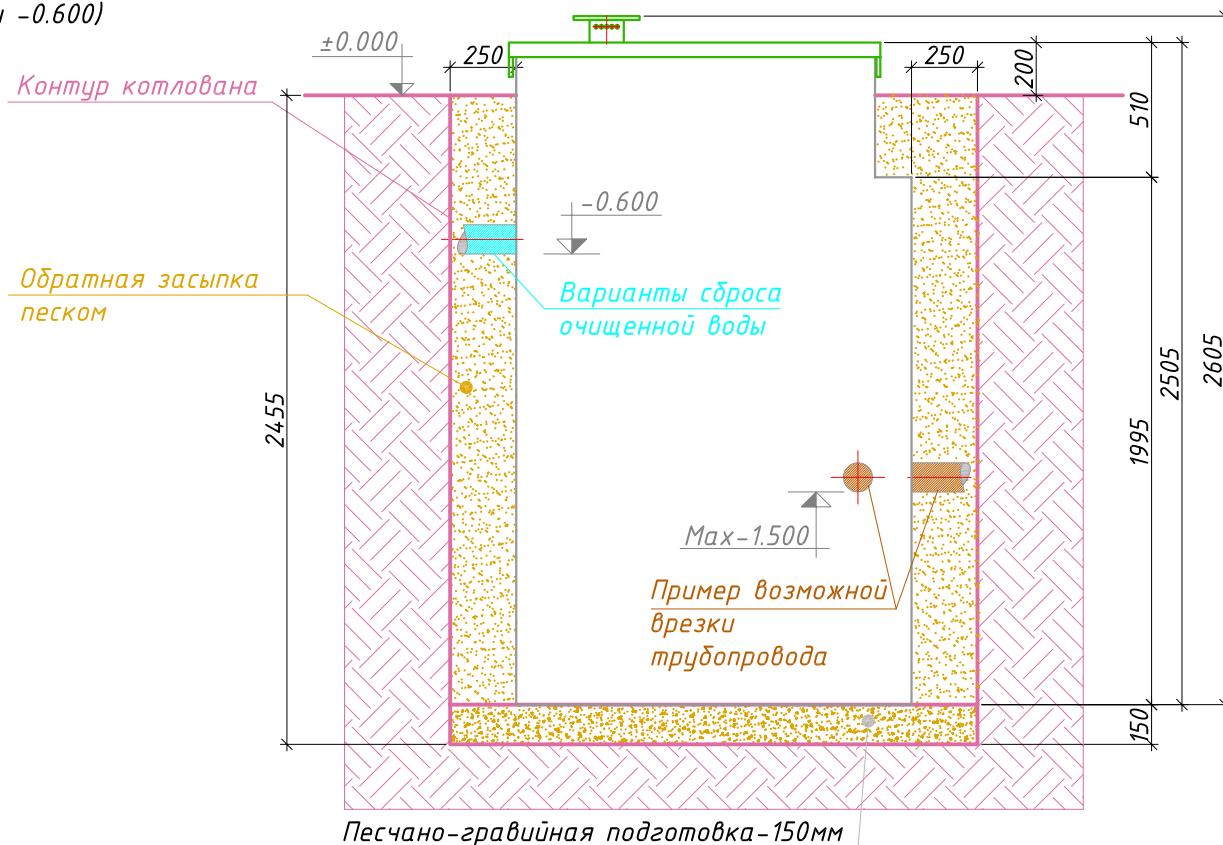 -0.600)
±0.000
250
250
200
Контур котлована
510
-0.600
Обратная засыпка
песком
Варианты сброса
очищенной воды
2455
1995
2505
2605
Max-1.500
Пример возможной
врезки
трубопровода
150
Песчано-гравийная подготовка-150мм